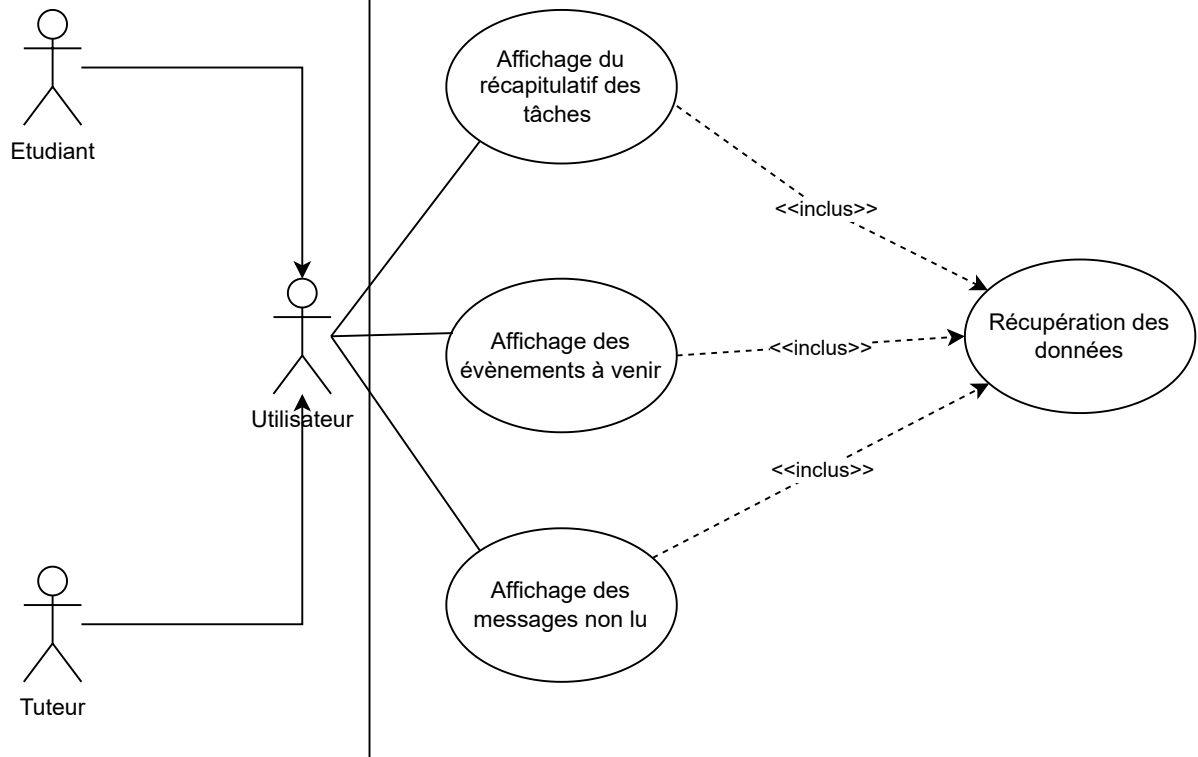 Etudiant
Utilisateur
Tuteur
Affichage du
récapitulatif des
tâches
Affichage des
évènements à venir
Affichage des
messages non lu
<<inclus>>
<<inclus>>
<<inclus>>
Récupération des
données